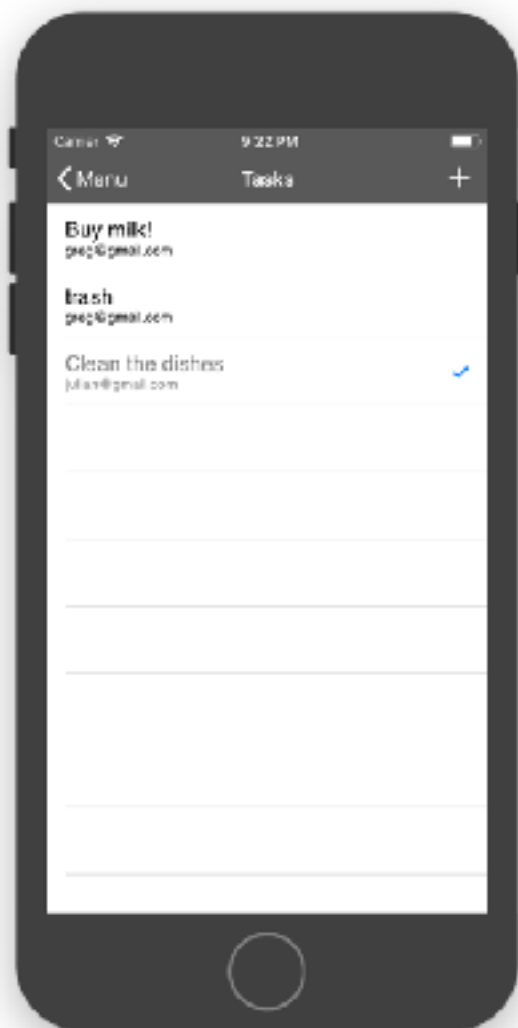 Carrier 9:22 PM
Menu Tasks +
Buy milk!
greg@gmail.com
trash
greg@gmail.com
Clean the dishes
julian@gmail.com